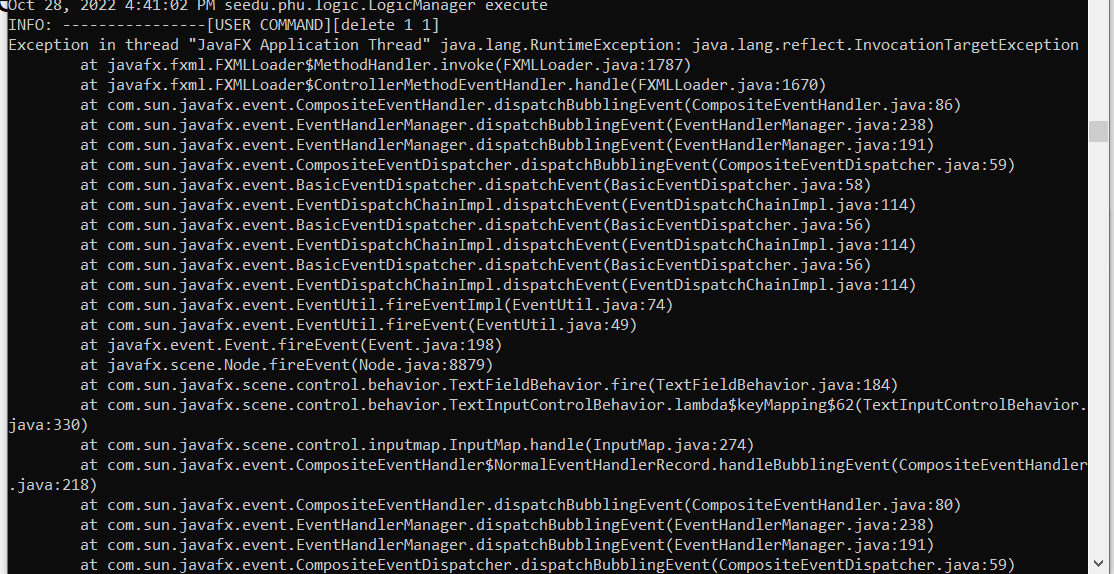 Oct 28, 2022 4:41:02 PM seedu.phu.logic.LogicManager execute
INFO: ----------------[USER COMMAND][delete 1 1]
Exception in thread "JavaFX Application Thread" java.lang.RuntimeException: java.lang.reflect.InvocationTargetException
at javafx.fxml.FXMLLoader$MethodHandler.invoke(FXMLLoader.java:1787)
at javafx.fxml.FXMLLoader$ControllerMethodEventHandler.handle(FXMLLoader.java:1670)
at com.sun.javafx.event.CompositeEventHandler.dispatchBubblingEvent(CompositeEventHandler.java:86)
at com.sun.javafx.event.EventHandlerManager.dispatchBubblingEvent(EventHandlerManager.java:238)
at com.sun.javafx.event.EventHandlerManager.dispatchBubblingEvent(EventHandlerManager.java:191)
at com.sun.javafx.event.CompositeEventDispatcher.dispatchBubblingEvent(CompositeEventDispatcher.java:59)
at com.sun.javafx.event.BasicEventDispatcher.dispatchEvent(BasicEventDispatcher.java:58)
at com.sun.javafx.event.EventDispatchChainImpl.dispatchEvent(EventDispatchChainImpl.java:114)
at com.sun.javafx.event.BasicEventDispatcher.dispatchEvent(BasicEventDispatcher.java:56)
at com.sun.javafx.event.EventDispatchChainImpl.dispatchEvent(EventDispatchChainImpl.java:114)
at com.sun.javafx.event.BasicEventDispatcher.dispatchEvent(BasicEventDispatcher.java:56)
at com.sun.javafx.event.EventDispatchChainImpl.dispatchEvent(EventDispatchChainImpl.java:114)
at com.sun.javafx.event.EventUtil.fireEventImpl(EventUtil.java:74)
at com.sun.javafx.event.EventUtil.fireEvent(EventUtil.java:49)
at javafx.event.Event.fireEvent(Event.java:198)
at javafx.scene.Node.fireEvent(Node.java:8879)
at com.sun.javafx.scene.control.behavior.TextFieldBehavior.fire(TextFieldBehavior.java:184)
at com.sun.javafx.scene.control.behavior.TextInputControlBehavior.lambda$keyMapping$62(TextInputControlBehavior.
java:330)
at com.sun.javafx.scene.control.inputmap.InputMap.handle(InputMap.java:274)
at com.sun.javafx.event.CompositeEventHandler$NormalEventHandlerRecord.handleBubblingEvent(CompositeEventHandler
.java:218)
at com.sun.javafx.event.CompositeEventHandler.dispatchBubblingEvent(CompositeEventHandler.java:80)
at com.sun.javafx.event.EventHandlerManager.dispatchBubblingEvent(EventHandlerManager.java:238)
at com.sun.javafx.event.EventHandlerManager.dispatchBubblingEvent(EventHandlerManager.java:191)
at com.sun.javafx.event.CompositeEventDispatcher.dispatchBubblingEvent(CompositeEventDispatcher.java:59)